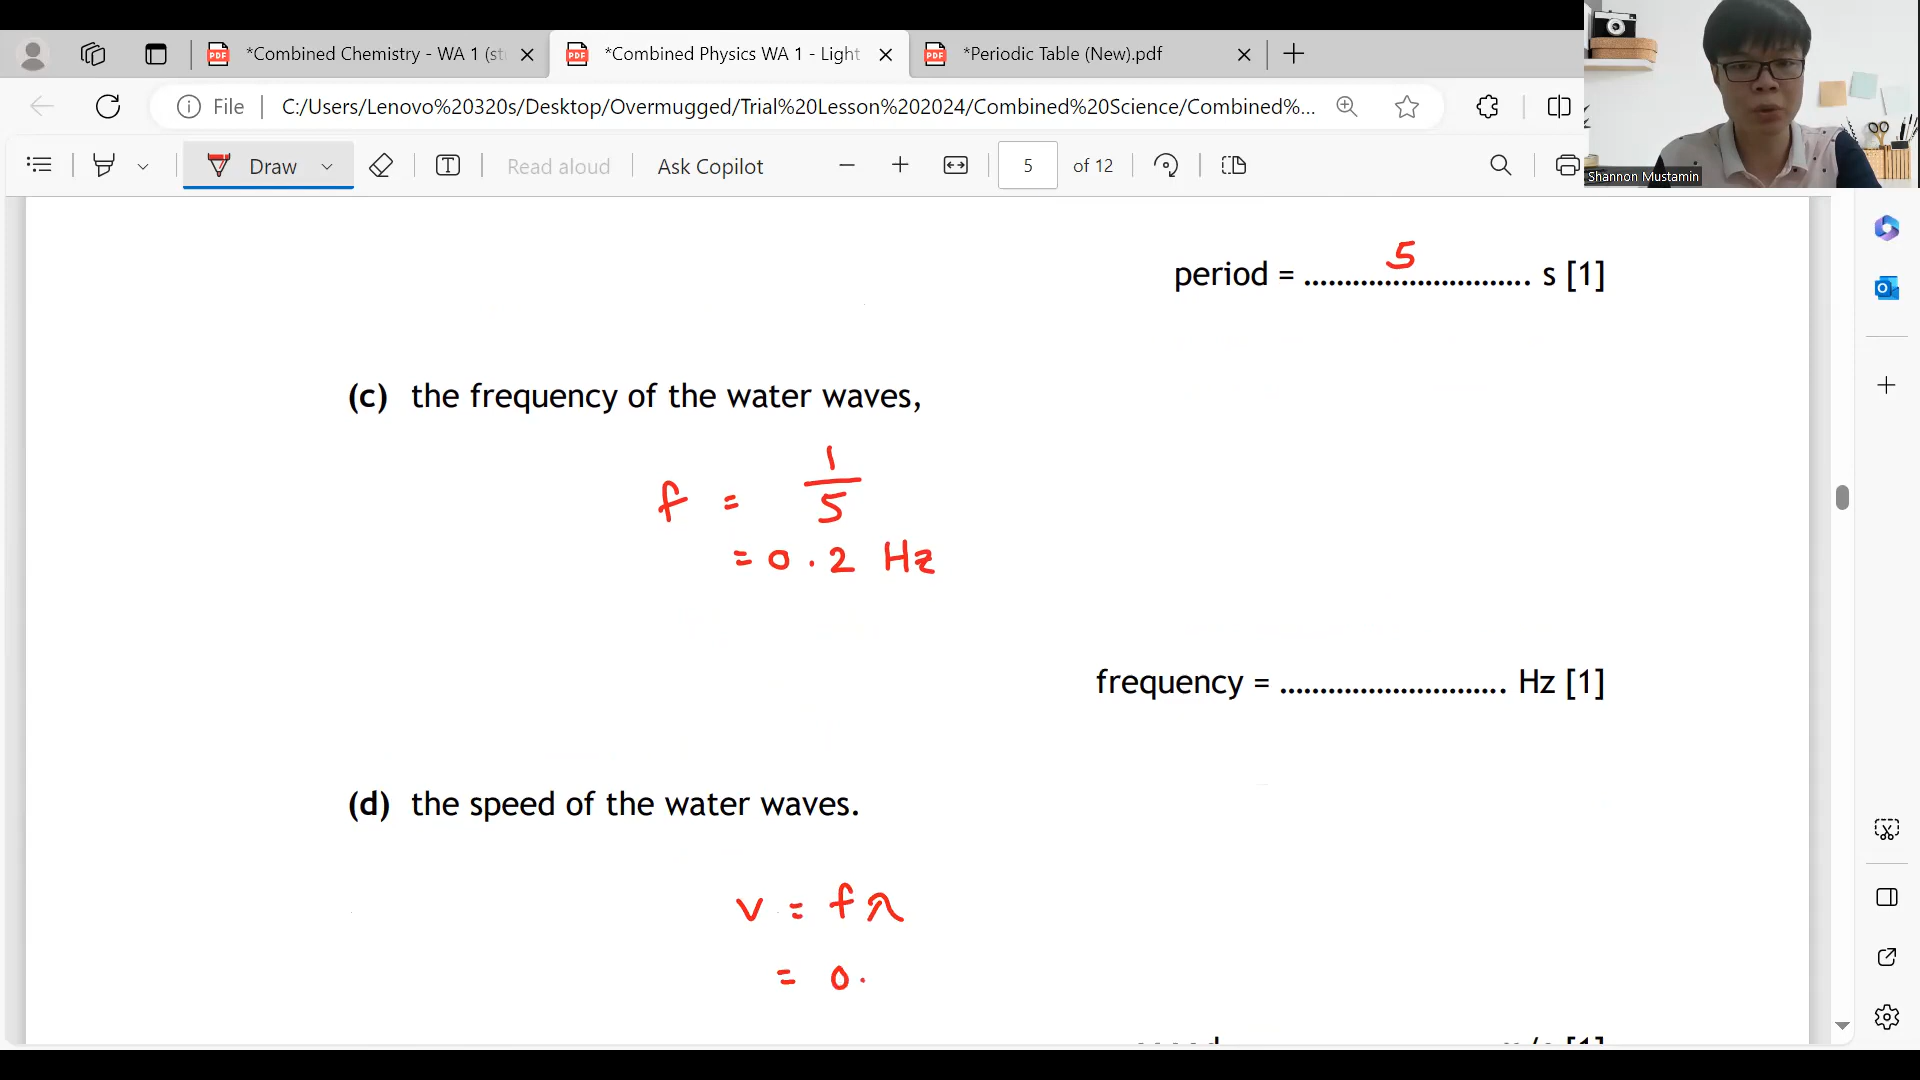 *Combined Chemistry - WA 1 (st
*Combined Physics WA 1 - Light
*Periodic Table (New).pdf
File
C:/Users/Lenovo%20320s/Desktop/Overmugged/Trial%20Lesson%202024/Combined%20Science/Combined%...
Draw
Read aloud
Ask Copilot
5
of 12
Shannon Mustamin
period = ............5............... s [1]
(c) the frequency of the water waves,
f = 1/5
= 0.2 Hz
frequency = ............................ Hz [1]
(d) the speed of the water waves.
v = fλ
= 0.